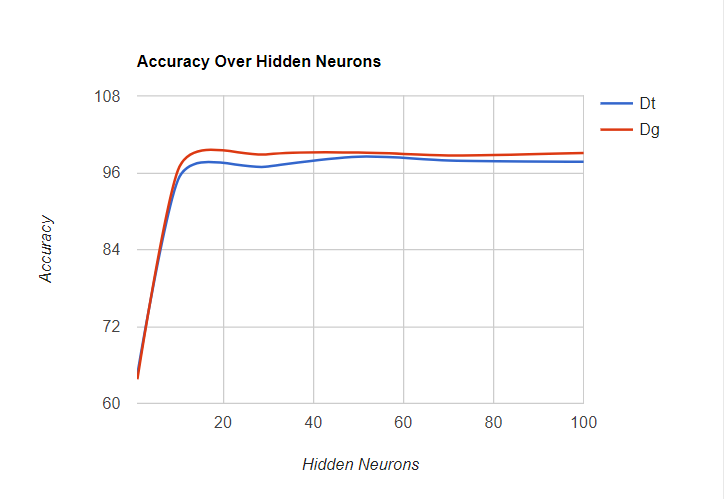 Accuracy Over Hidden Neurons
108
96
84
72
60
Accuracy
20 40 60 80 100
Hidden Neurons
Dt
Dg